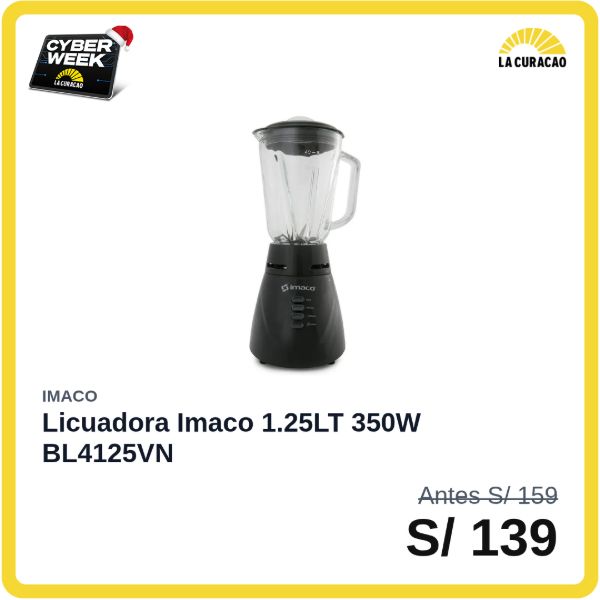 CYBER
WEEK
LA CURACAO
LA CURACAO
imaco
IMACO
Licuadora Imaco 1.25LT 350W
BL4125VN
Antes S/ 159
S/ 139